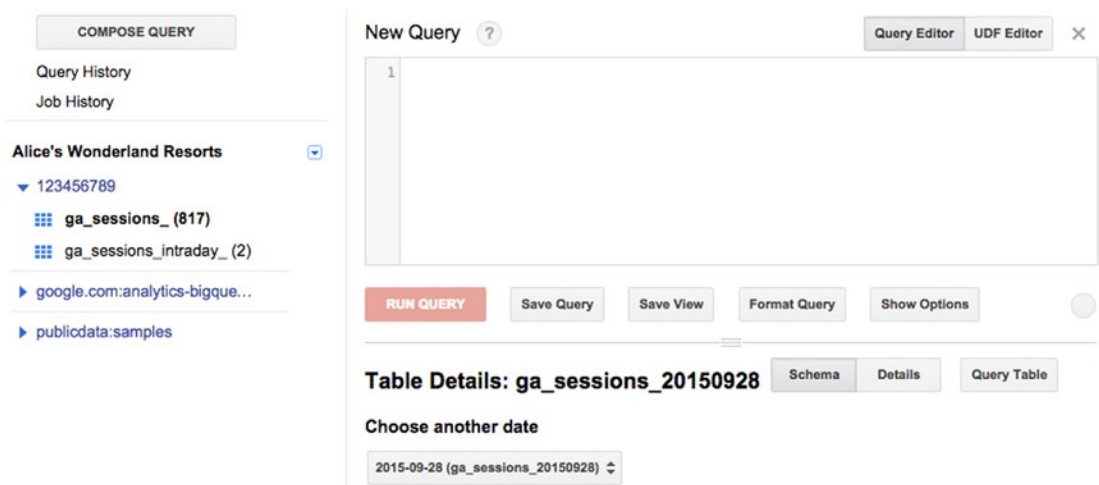 COMPOSE QUERY
Query History
Job History
Alice's Wonderland Resorts
123456789
ga_sessions_ (817)
ga_sessions_intraday_ (2)
google.com:analytics-bigque...
publicdata:samples
New Query ?
Query Editor UDF Editor ×
1
RUN QUERY Save Query Save View Format Query Show Options
Table Details: ga_sessions_20150928 Schema Details Query Table
Choose another date
2015-09-28 (ga_sessions_20150928)